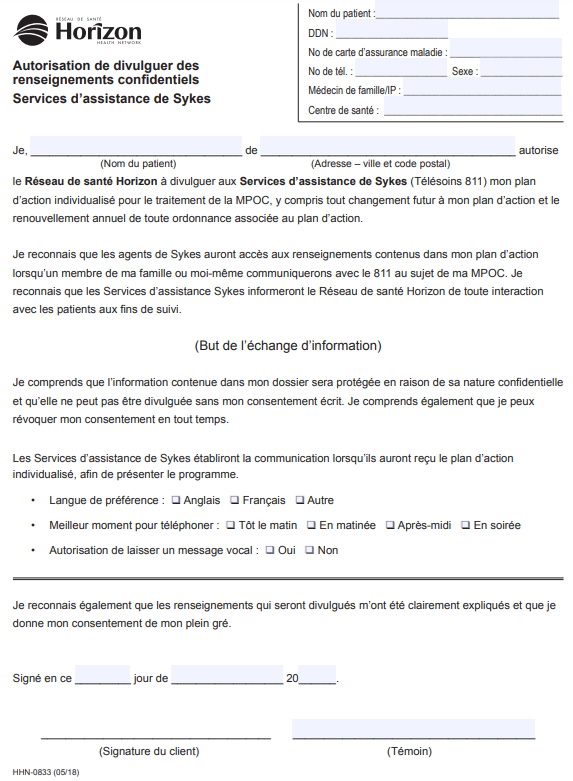 RÉSEAU DE SANTÉ
Horizon
HEALTH NETWORK
Autorisation de divulguer des
renseignements confidentiels
Services d’assistance de Sykes
Nom du patient :
DDN :
No de carte d’assurance maladie :
No de tél. : Sexe :
Médecin de famille/IP :
Centre de santé :
Je, de autorise
(Nom du patient) (Adresse – ville et code postal)
le Réseau de santé Horizon à divulguer aux Services d’assistance de Sykes (Télésoins 811) mon plan
d’action individualisé pour le traitement de la MPOC, y compris tout changement futur à mon plan d’action et le
renouvellement annuel de toute ordonnance associée au plan d’action.
Je reconnais que les agents de Sykes auront accès aux renseignements contenus dans mon plan d’action
lorsqu’un membre de ma famille ou moi-même communiquerons avec le 811 au sujet de ma MPOC. Je
reconnais que les Services d’assistance Sykes informeront le Réseau de santé Horizon de toute interaction
avec les patients aux fins de suivi.
(But de l’échange d’information)
Je comprends que l’information contenue dans mon dossier sera protégée en raison de sa nature confidentielle
et qu’elle ne peut pas être divulguée sans mon consentement écrit. Je comprends également que je peux
révoquer mon consentement en tout temps.
Les Services d’assistance de Sykes établiront la communication lorsqu’ils auront reçu le plan d’action
individualisé, afin de présenter le programme.
• Langue de préférence : ❑ Anglais ❑ Français ❑ Autre
• Meilleur moment pour téléphoner : ❑ Tôt le matin ❑ En matinée ❑ Après-midi ❑ En soirée
• Autorisation de laisser un message vocal : ❑ Oui ❑ Non
Je reconnais également que les renseignements qui seront divulgués m’ont été clairement expliqués et que je
donne mon consentement de mon plein gré.
Signé en ce jour de 20 .
(Signature du client) (Témoin)
HHN-0833 (05/18)